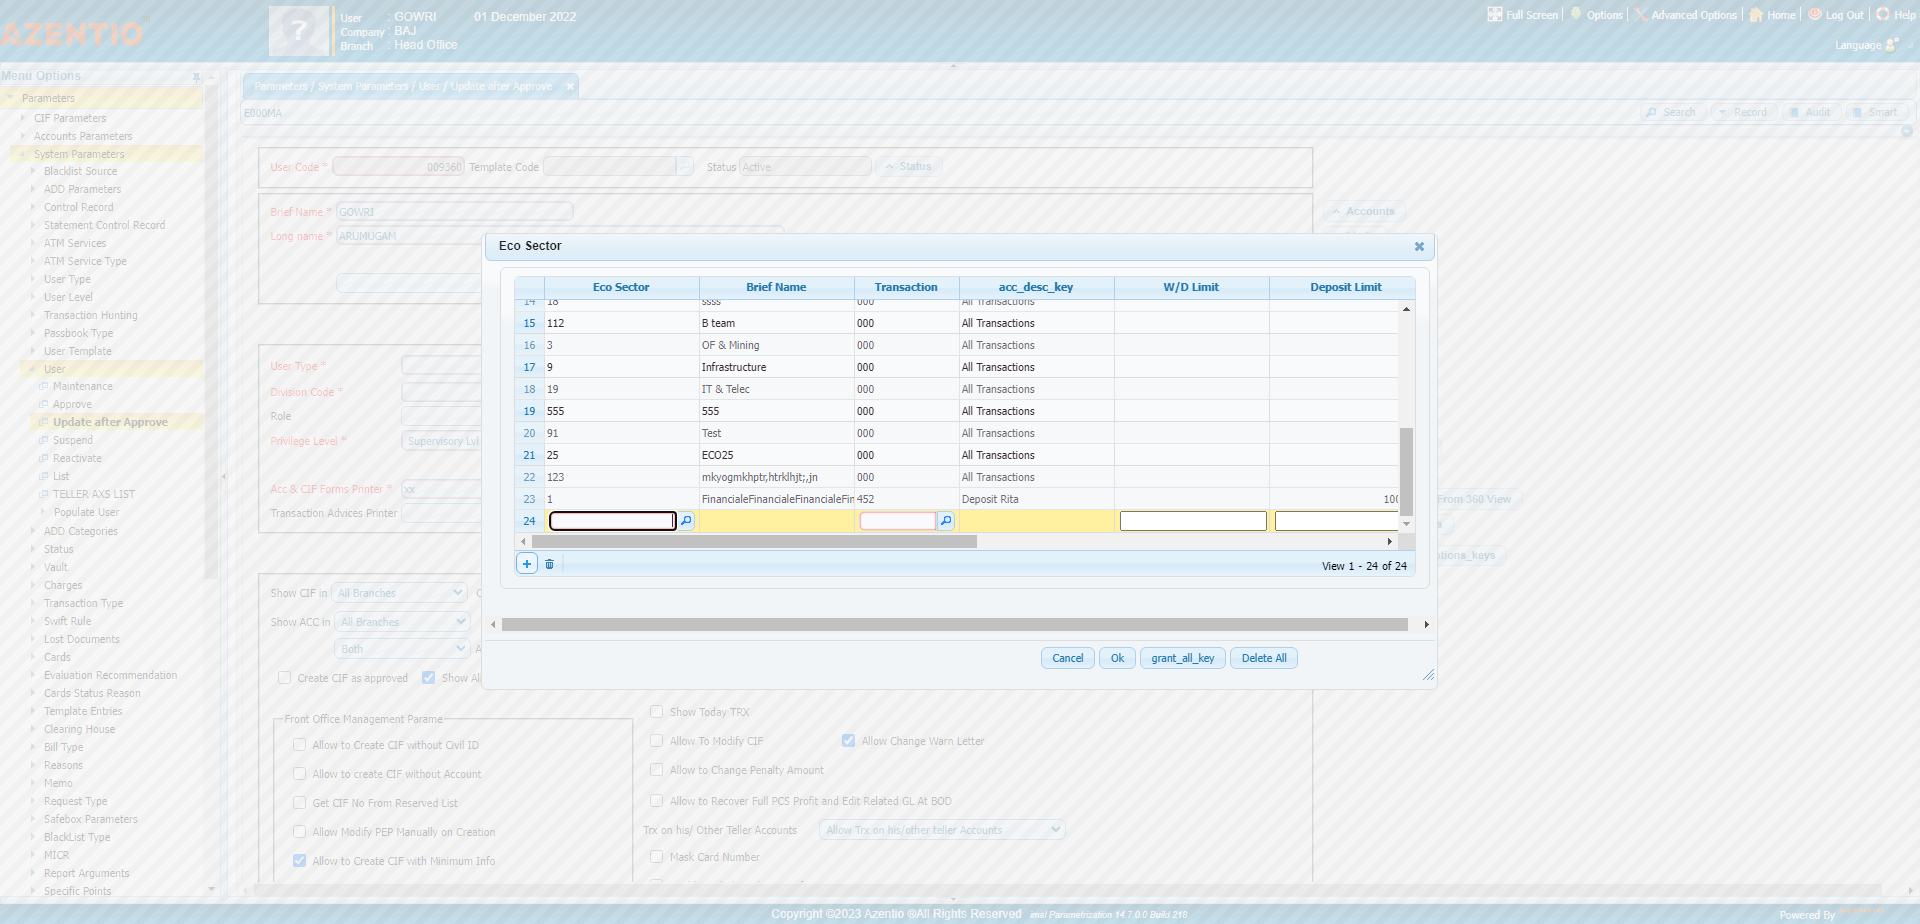 AZENTIO
User : GOWRI 01 December 2022
Company : BAJ
Branch : Head Office
Full Screen Options Advanced Options Home Log Out Help
Language
Menu Options
Parameters
CIF Parameters
Accounts Parameters
System Parameters
Blacklist Source
ADD Parameters
Control Record
Statement Control Record
ATM Services
ATM Service Type
User Type
User Level
Transaction Hunting
Passbook Type
User Template
User
Maintenance
Approve
Update after Approve
Suspend
Reactivate
List
TELLER AXS LIST
Populate User
ADD Categories
Status
Vault
Charges
Transaction Type
Swift Rule
Lost Documents
Cards
Evaluation Recommendation
Cards Status Reason
Template Entries
Clearing House
Bill Type
Reasons
Memo
Request Type
Safebox Parameters
BlackList Type
MICR
Report Arguments
Specific Points
Parameters / System Parameters / User / Update after Approve
E000MA
Search Record Audit Smart
User Code * 009360 Template Code Status Active Status
Brief Name * GOWRI
Accounts
Long name * ARUMUGAM
User Type *
Division Code *
Role
Privilege Level * Supervisory Lvl
Acc & CIF Forms Printer * xx
Transaction Advices Printer
From 360 View
tions_keys
Show CIF in All Branches
Show ACC in All Branches
Both
Create CIF as approved Show Al
Front Office Management Parame
Allow to Create CIF without Civil ID
Allow to create CIF without Account
Get CIF No From Reserved List
Allow Modify PEP Manually on Creation
Allow to Create CIF with Minimum Info
Show Today TRX
Allow To Modify CIF Allow Change Warn Letter
Allow to Change Penalty Amount
Allow to Recover Full PCS Profit and Edit Related GL At BOD
Trx on his/ Other Teller Accounts Allow Trx on his/other teller Accounts
Mask Card Number
Eco Sector
Eco Sector Brief Name Transaction acc_desc_key W/D Limit Deposit Limit
14 18 ssss 000 All Transactions
15 112 B team 000 All Transactions
16 3 OF & Mining 000 All Transactions
17 9 Infrastructure 000 All Transactions
18 19 IT & Telec 000 All Transactions
19 555 555 000 All Transactions
20 91 Test 000 All Transactions
21 25 ECO25 000 All Transactions
22 123 mkyogmkhptr,htrklhjt;,jn 000 All Transactions
23 1 FinancialeFinancialeFinancialeFin 452 Deposit Rita 100
24
View 1 - 24 of 24
Cancel Ok grant_all_key Delete All
Copyright ©2023 Azentio ®All Rights Reserved imal Parametrization 14.7.0.0 Build 218
Powered By